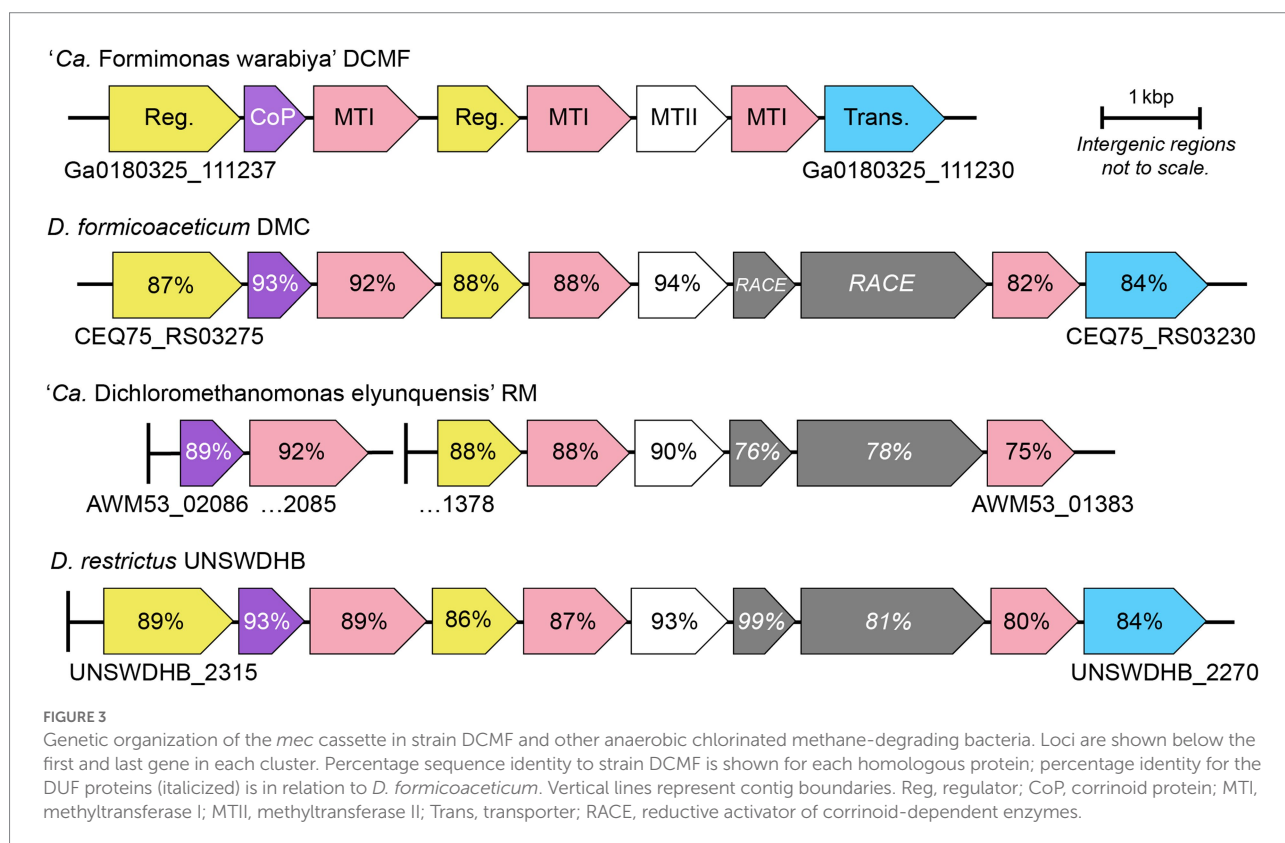 ‘Ca. Formimonas warabiya’ DCMF
Reg. CoP MTI Reg. MTI MTII MTI Trans.
Ga0180325_111237 Ga0180325_111230
1 kbp
Intergenic regions
not to scale.
D. formicoaceticum DMC
87% 93% 92% 88% 88% 94% RACE RACE 82% 84%
CEQ75_RS03275 CEQ75_RS03230
‘Ca. Dichloromethanomonas elyunquensis’ RM
89% 92% 88% 88% 90% 76% 78% 75%
AWM53_02086 …2085 …1378 AWM53_01383
D. restrictus UNSWDHB
89% 93% 89% 86% 87% 93% 99% 81% 80% 84%
UNSWDHB_2315 UNSWDHB_2270
FIGURE 3
Genetic organization of the mec cassette in strain DCMF and other anaerobic chlorinated methane-degrading bacteria. Loci are shown below the
first and last gene in each cluster. Percentage sequence identity to strain DCMF is shown for each homologous protein; percentage identity for the
DUF proteins (italicized) is in relation to D. formicoaceticum. Vertical lines represent contig boundaries. Reg, regulator; CoP, corrinoid protein; MTI,
methyltransferase I; MTII, methyltransferase II; Trans, transporter; RACE, reductive activator of corrinoid-dependent enzymes.